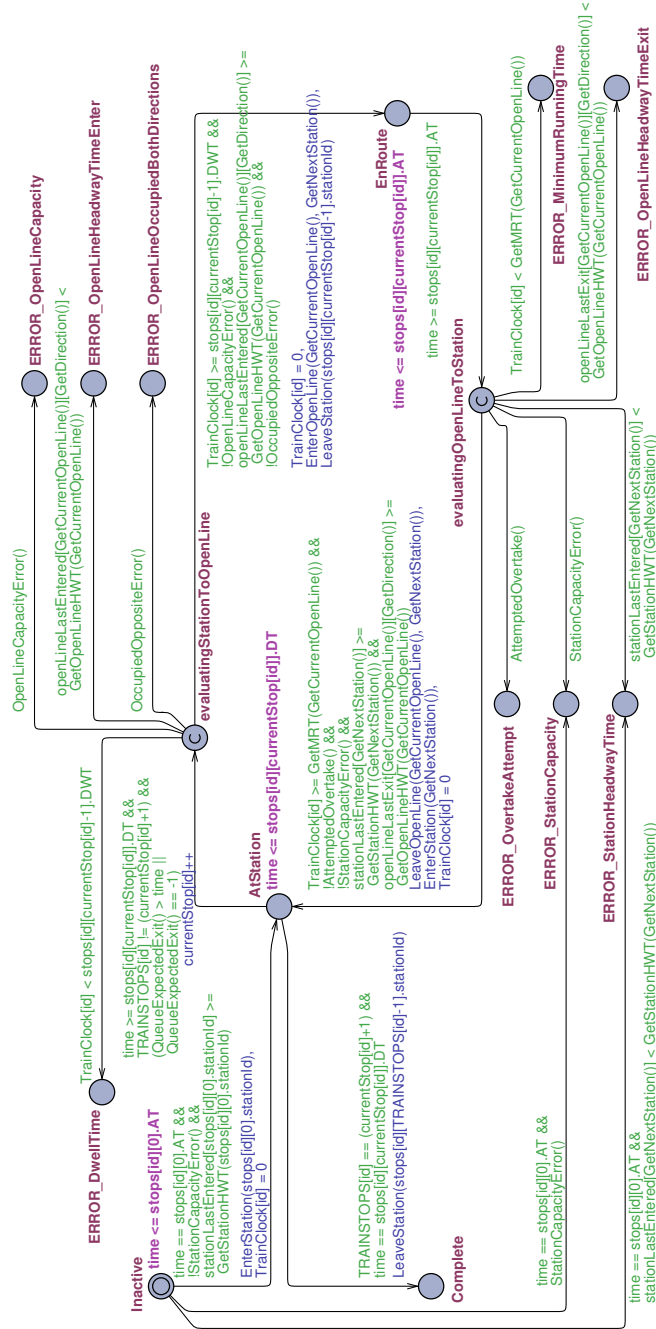 Inactive
time <= stops[id][0].AT
time == stops[id][0].AT &&
!StationCapacityError() &&
stationLastEntered[stops[id][0].stationId] >=
GetStationHWT(stops[id][0].stationId)
EnterStation(stops[id][0].stationId),
TrainClock[id] = 0
ERROR_DwellTime
TrainClock[id] < stops[id][currentStop[id]-1].DWT
time >= stops[id][currentStop[id]].DT &&
TRAINSTOPS[id] != (currentStop[id]+1) &&
(QueueExpectedExit() > time ||
QueueExpectedExit() == -1)
currentStop[id]++
AtStation
time <= stops[id][currentStop[id]].DT
TRAINSTOPS[id] == (currentStop[id]+1) &&
time == stops[id][currentStop[id]].DT
LeaveStation(stops[id][TRAINSTOPS[id]-1].stationId)
Complete
time == stops[id][0].AT &&
StationCapacityError()
time == stops[id][0].AT &&
stationLastEntered[GetNextStation()] < GetStationHWT(GetNextStation())
evaluatingStationToOpenLine
OpenLineCapacityError()
ERROR_OpenLineCapacity
openLineLastEntered[GetCurrentOpenLine()][GetDirection()] <
GetOpenLineHWT(GetCurrentOpenLine()
ERROR_OpenLineHeadwayTimeEnter
OccupiedOppositeError()
ERROR_OpenLineOccupiedBothDirections
TrainClock[id] >= stops[id][currentStop[id]-1].DWT &&
!OpenLineCapacityError() &&
openLineLastEntered[GetCurrentOpenLine()][GetDirection()] >=
GetOpenLineHWT(GetCurrentOpenLine()) &&
!OccupiedOppositeError()
TrainClock[id] = 0,
EnterOpenLine(GetCurrentOpenLine(), GetNextStation()),
LeaveStation(stops[id][currentStop[id]-1].stationId)
EnRoute
time <= stops[id][currentStop[id]].AT
time >= stops[id][currentStop[id]].AT
evaluatingOpenLineToStation
TrainClock[id] >= GetMRT(GetCurrentOpenLine()) &&
!AttemptedOvertake() &&
!StationCapacityError() &&
stationLastEntered[GetNextStation()] >=
GetStationHWT(GetNextStation()) &&
openLineLastExit[GetCurrentOpenLine()][GetDirection()] >=
GetOpenLineHWT(GetCurrentOpenLine()
LeaveOpenLine(GetCurrentOpenLine(), GetNextStation()),
EnterStation(GetNextStation()),
TrainClock[id] = 0
AttemptedOvertake()
ERROR_OvertakeAttempt
StationCapacityError()
ERROR_StationCapacity
stationLastEntered[GetNextStation()] <
GetStationHWT(GetNextStation())
ERROR_StationHeadwayTime
TrainClock[id] < GetMRT(GetCurrentOpenLine())
ERROR_MinimumRunningTime
openLineLastExit[GetCurrentOpenLine()][GetDirection()] <
GetOpenLineHWT(GetCurrentOpenLine()
ERROR_OpenLineHeadwayTimeExit
C
C